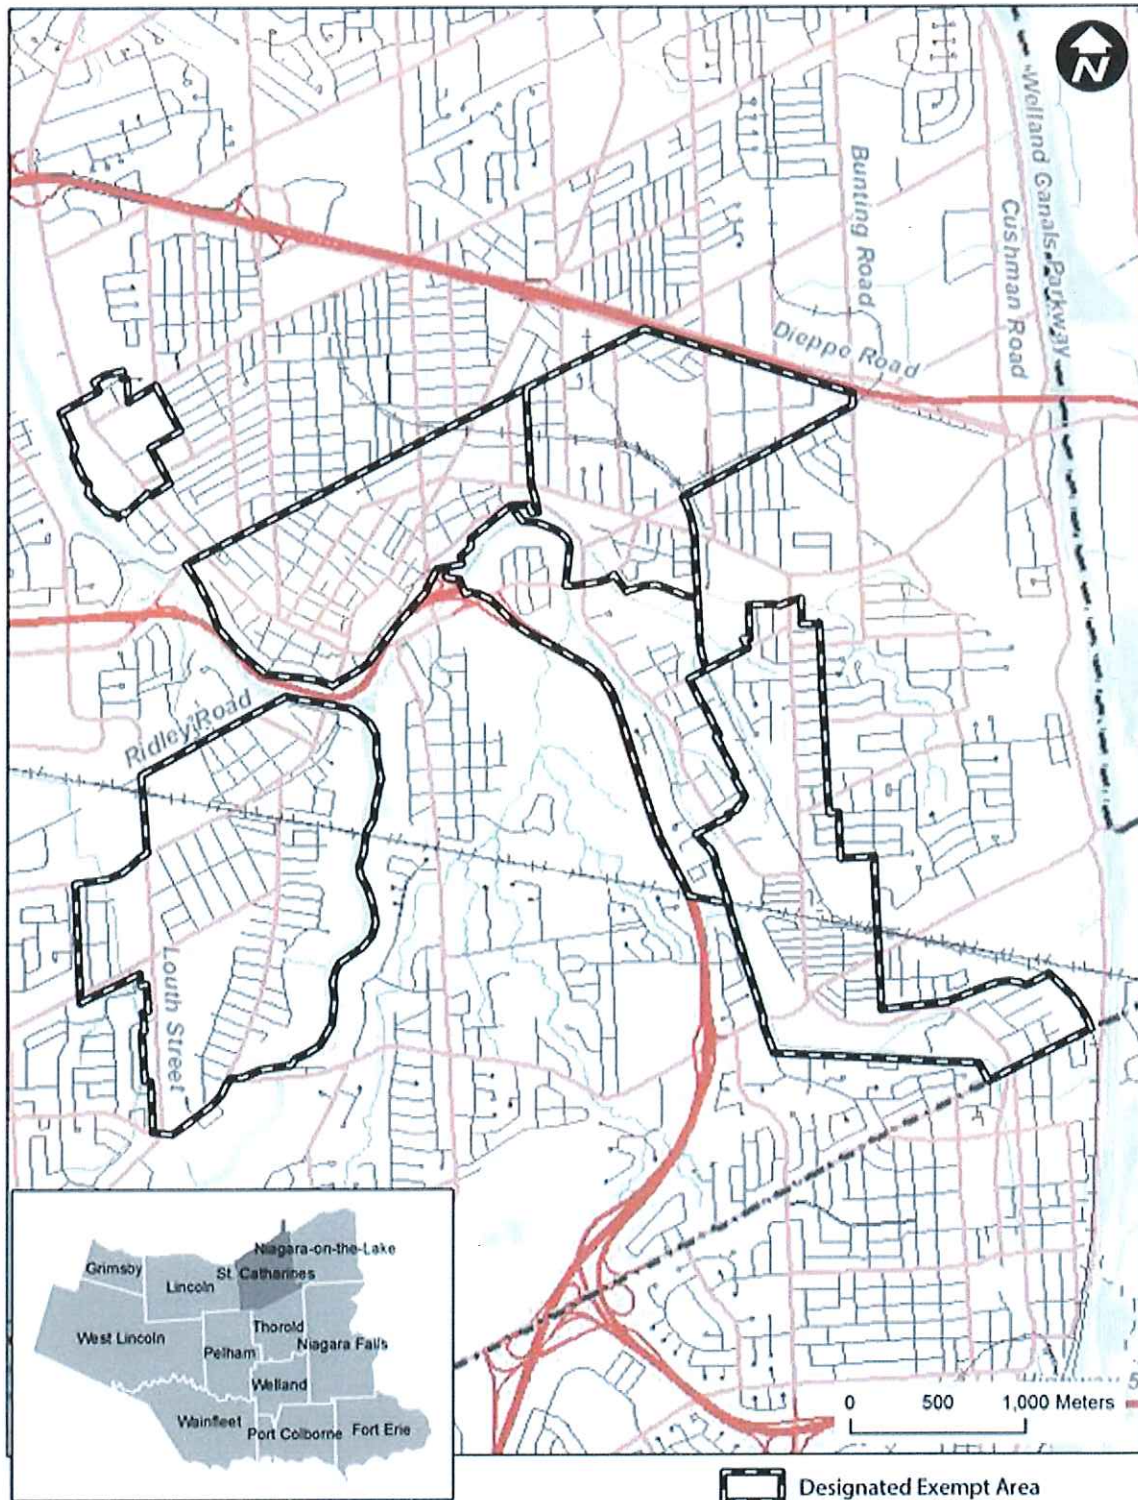 N
Welland Canals Parkway
Bunting Road
Cushman Road
Dieppe Road
Ridley Road
Louth Street
Niagara-on-the-Lake
Grimsby
St. Catharines
Lincoln
West Lincoln
Thorold
Niagara Falls
Pelham
Welland
Wainfleet
Port Colborne
Fort Erie
0 500 1,000 Meters
Designated Exempt Area